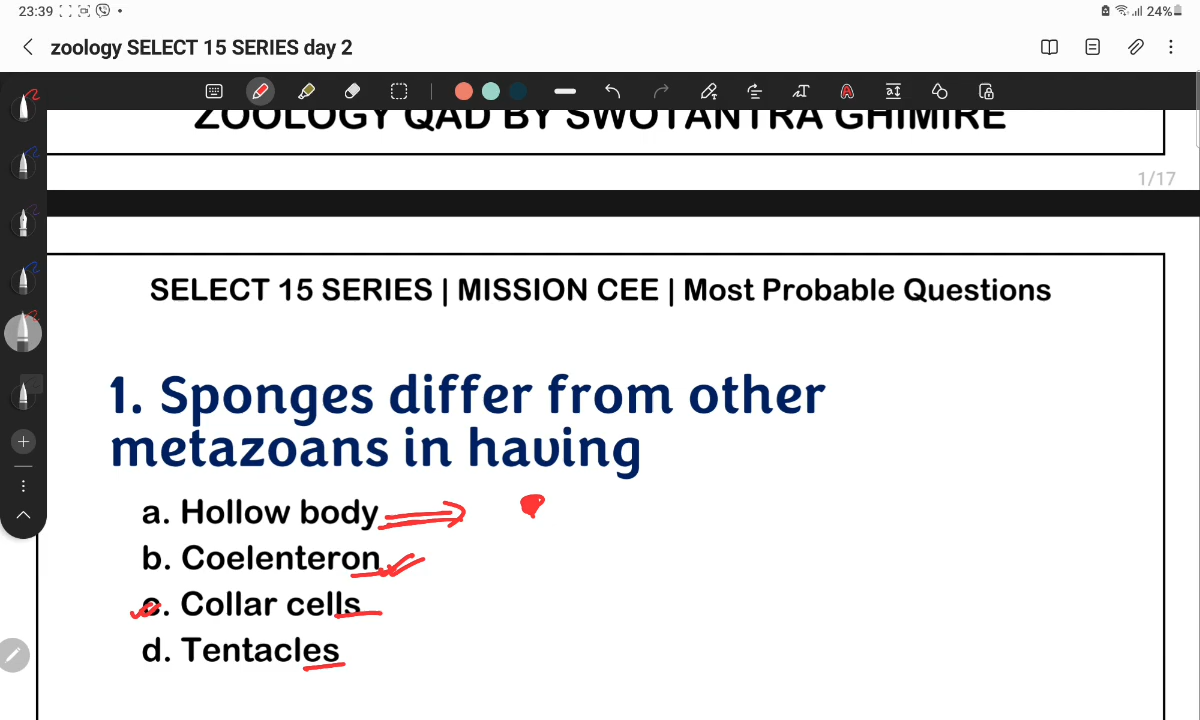 23:39
24%
zoology SELECT 15 SERIES day 2
ZOOLOGY QAD BY SWOTANTRA GHIMIRE
1/17
SELECT 15 SERIES | MISSION CEE | Most Probable Questions
1. Sponges differ from other
metazoans in having
a. Hollow body
b. Coelenteron
c. Collar cells
d. Tentacles